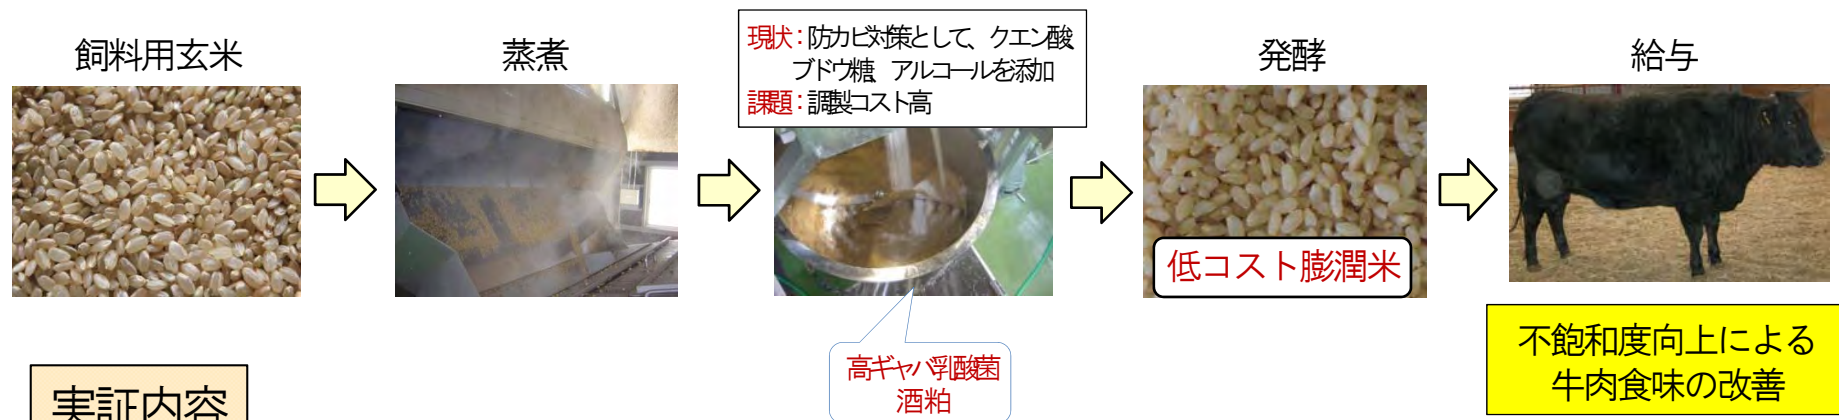 飼料用玄米
蒸煮
現状：防カビ対策として、クエン酸、
ブドウ糖、アルコールを添加
課題：調製コスト高
発酵
給与
低コスト膨潤米
高ギャバ乳酸菌
酒粕
不飽和度向上による
牛肉食味の改善
実証内容